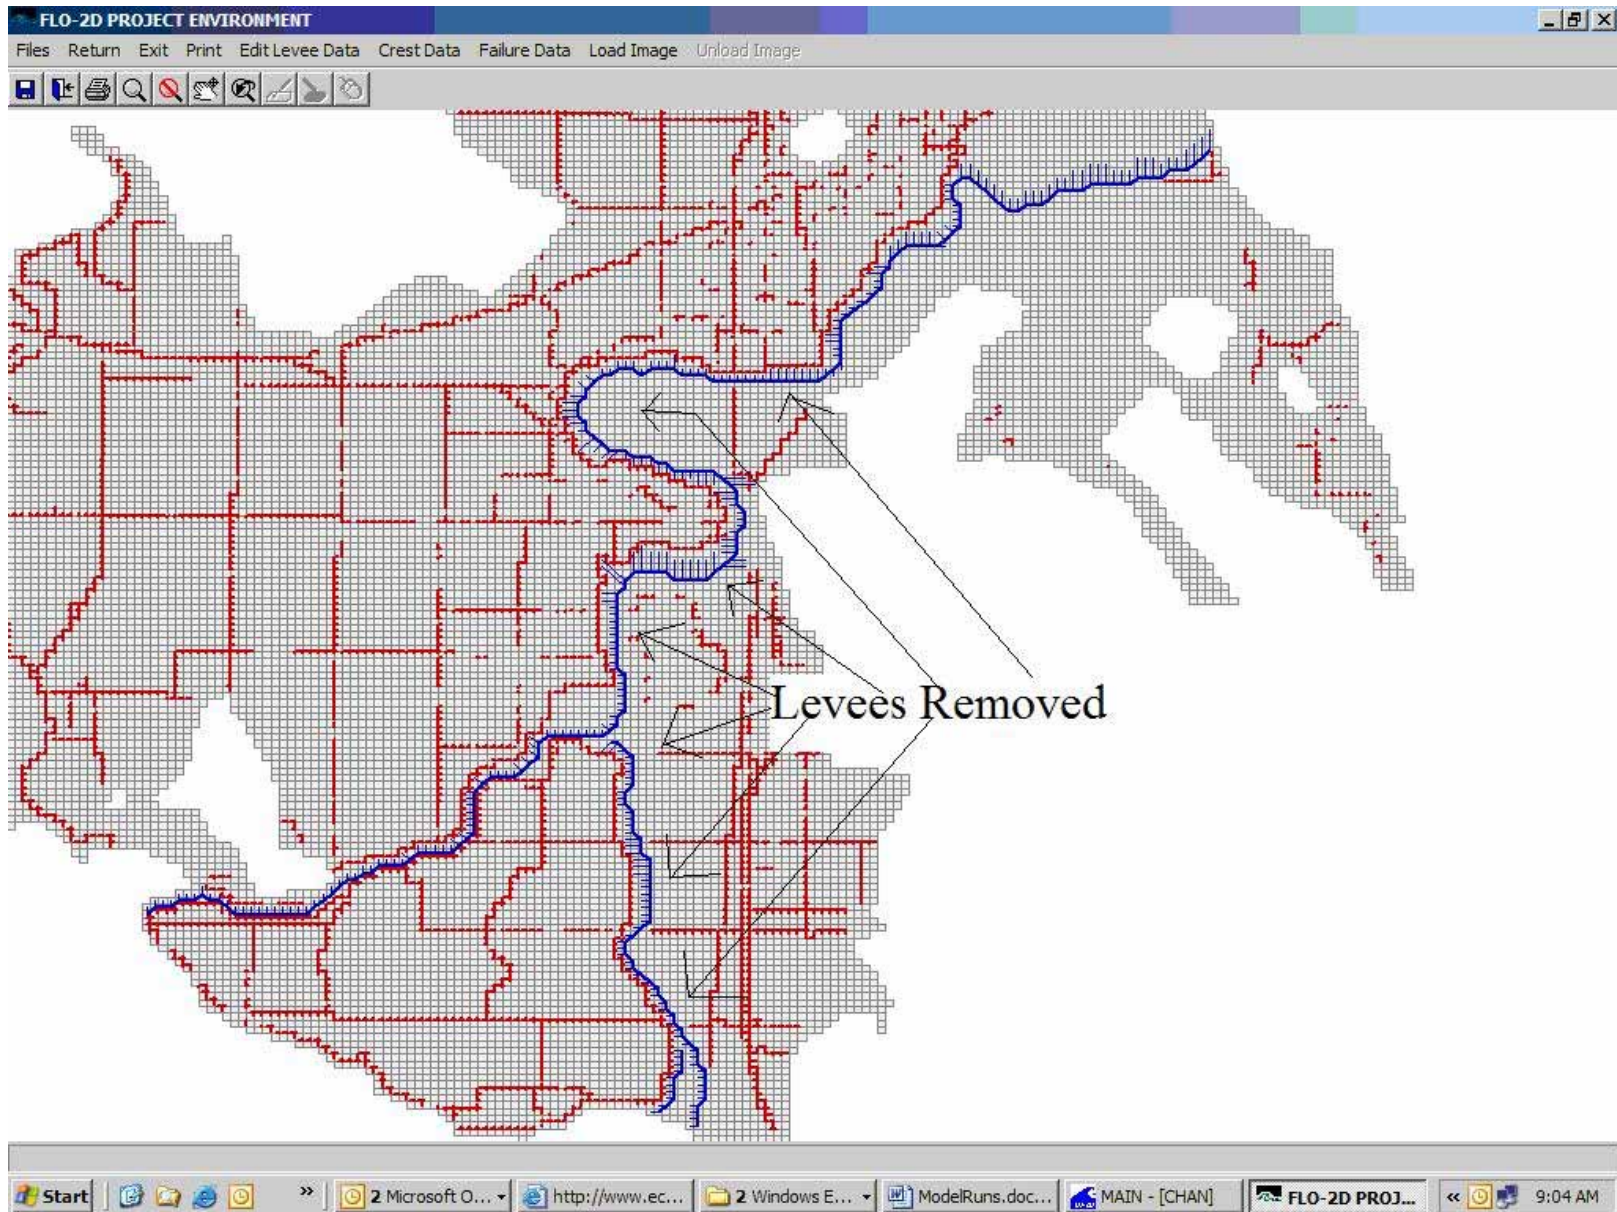 FLO-2D PROJECT ENVIRONMENT
Files Return Exit Print Edit Levee Data Crest Data Failure Data Load Image Unload Image
Levees Removed
Start » 2 Microsoft O... http://www.ec... 2 Windows E... ModelRuns.doc... MAIN - [CHAN] FLO-2D PROJ... « 9:04 AM